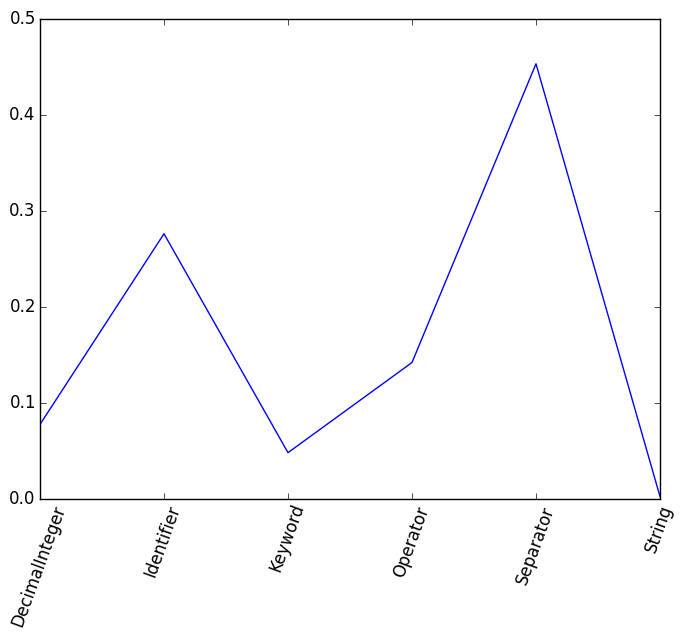 0.5
0.4
0.3
0.2
0.1
0.0
DecimalInteger
Identifier
Keyword
Operator
Separator
String